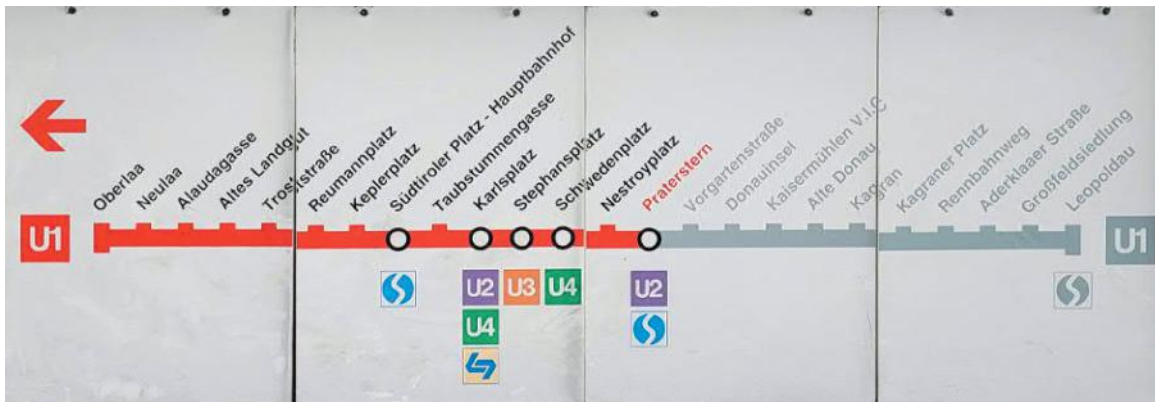 Oberlaa
Neulaa
Alaudagasse
Altes Landgut
Troststraße
Reumannplatz
Keplerplatz
Südtiroler Platz - Hauptbahnhof
Taubstummengasse
Karlsplatz
Stephansplatz
Schwedenplatz
Nestroyplatz
Praterstern
Vorgartenstraße
Donauinsel
Kaisermühlen V.I.C
Alte Donau
Kagran
Kagraner Platz
Rennbahnweg
Aderklaaer Straße
Großfeldsiedlung
Leopoldau
U1
U1
U2
U3
U4
U2
U4